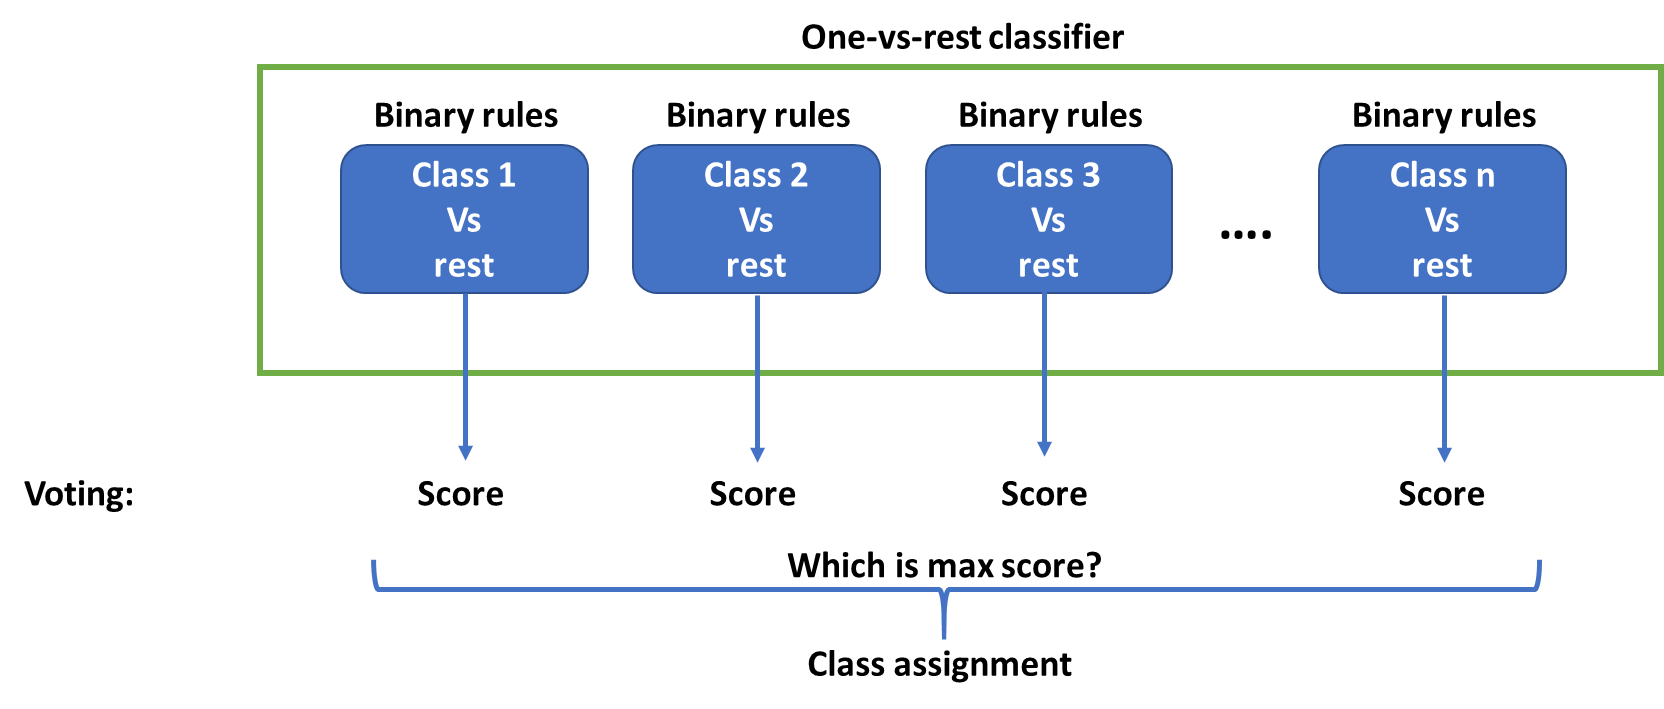 One-vs-rest classifier
Binary rules Binary rules Binary rules Binary rules
Class 1 Class 2 Class 3 Class n
Vs Vs Vs .... Vs
rest rest rest rest
Voting: Score Score Score Score
Which is max score?
Class assignment